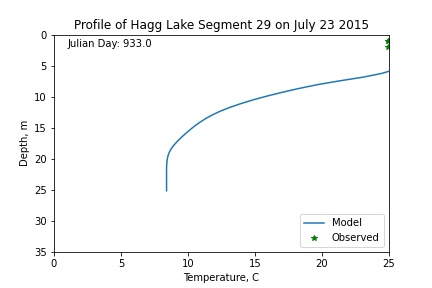 Profile of Hagg Lake Segment 29 on July 23 2015
Julian Day: 933.0
0
5
10
15
20
25
30
35
Depth, m
0
5
10
15
20
25
Temperature, C
Model
Observed